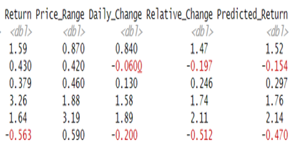 Return Price_Range Daily_Change Relative_Change Predicted_Return
<dbl> <dbl> <dbl> <dbl> <dbl>
1.59 0.870 0.840 1.47 1.52
0.430 0.420 -0.0600 -0.197 -0.154
0.379 0.460 0.130 0.246 0.297
3.26 1.88 1.58 1.74 1.76
1.64 3.19 1.89 2.11 2.14
-0.563 0.590 -0.200 -0.512 -0.470